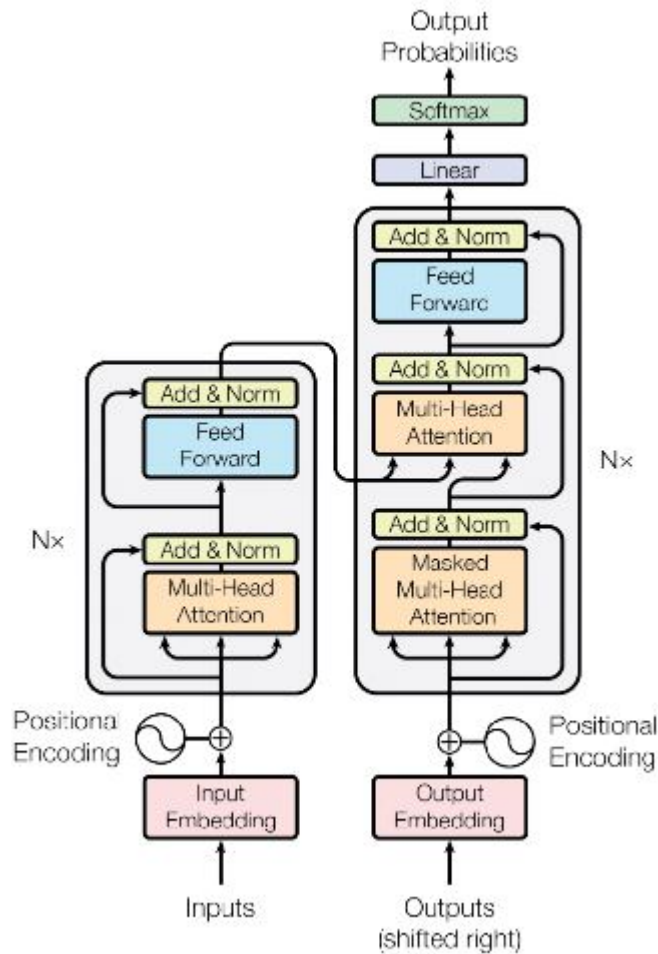 Output
Probabilities
Softmax
Linear
Add & Norm
Feed
Forward
Add & Norm
Multi-Head
Attention
Add & Norm
Masked
Multi-Head
Attention
Nx
Add & Norm
Feed
Forward
Add & Norm
Multi-Head
Attention
Nx
Positional
Encoding
Positional
Encoding
Input
Embedding
Output
Embedding
Inputs
Outputs
(shifted right)